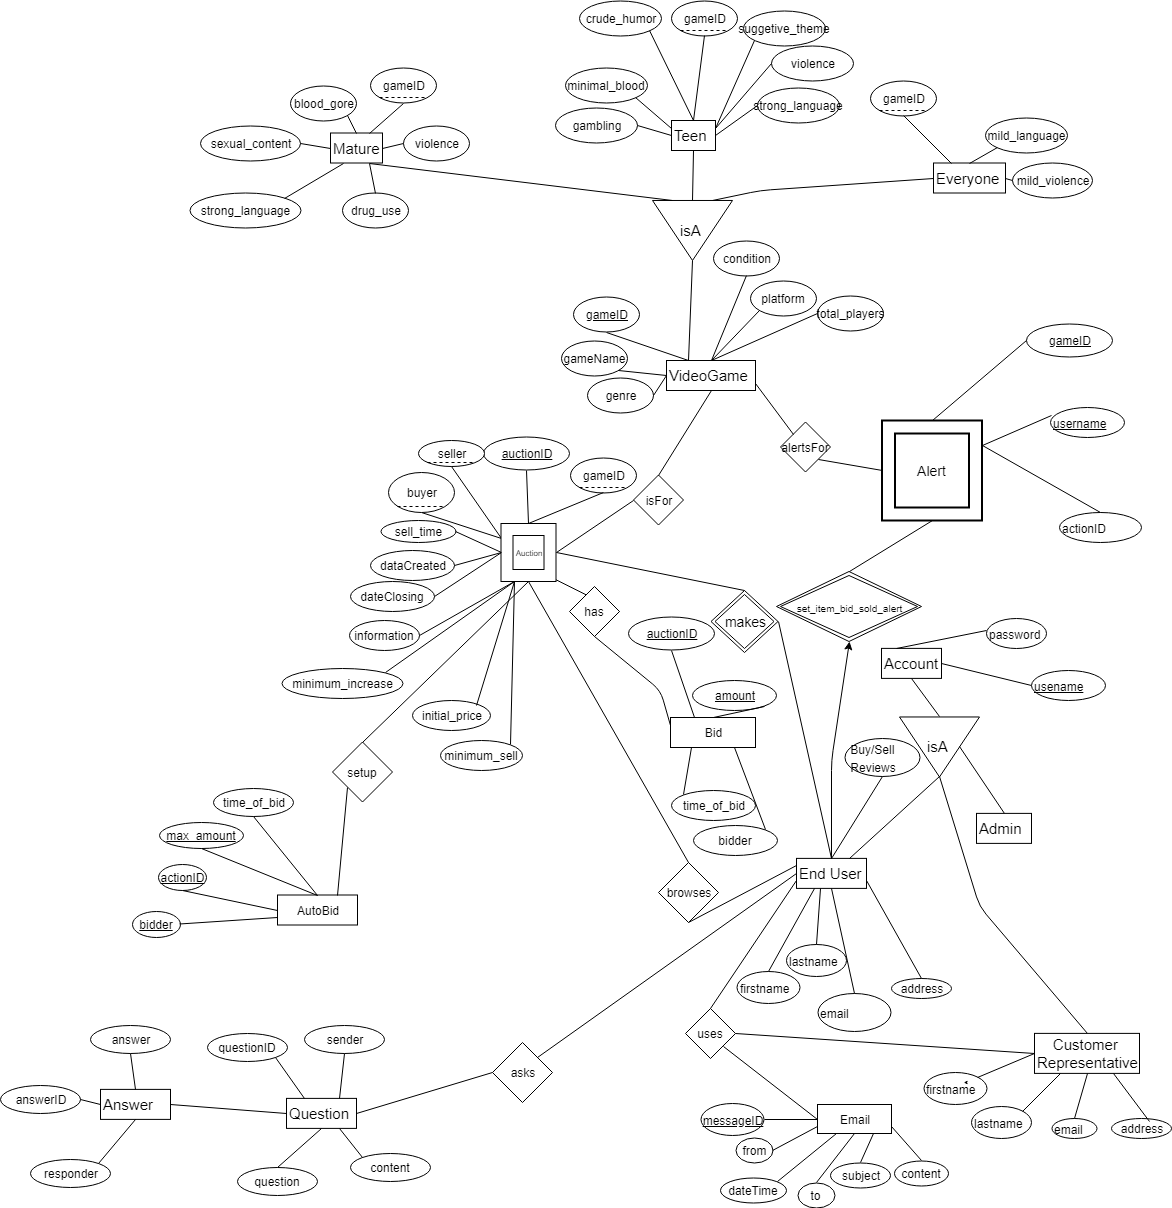 crude_humor
gameID
suggetive_theme
violence
minimal_blood
strong_language
gambling
Teen
gameID
blood_gore
sexual_content
Mature
violence
strong_language
drug_use
gameID
mild_language
Everyone
mild_violence
isA
condition
platform
total_players
gameID
gameName
genre
VideoGame
gameID
username
actionID
Alert
alertsFor
isFor
seller
auctionID
gameID
buyer
sell_time
dataCreated
dateClosing
information
minimum_increase
initial_price
minimum_sell
Auction
has
makes
set_item_bid_sold_alert
auctionID
amount
Bid
time_of_bid
bidder
password
Account
usename
isA
Buy/Sell
Reviews
Admin
setup
time_of_bid
max_amount
actionID
bidder
AutoBid
browses
End User
lastname
firstname
email
address
uses
asks
answer
answerID
Answer
responder
questionID
sender
Question
question
content
Customer
Representative
firstname
lastname
email
address
messageID
Email
from
dateTime
to
subject
content